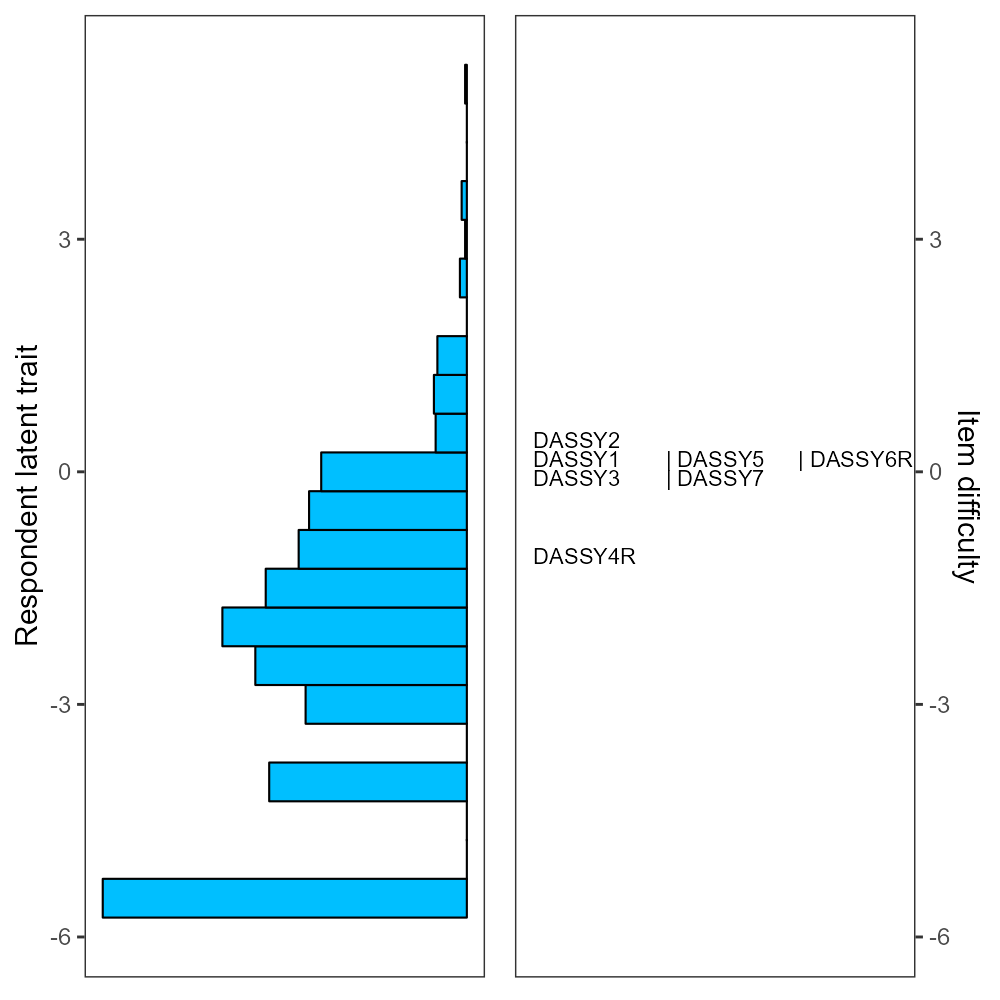 Respondent latent trait
3
0
-3
-6
DASSY2
DASSY1 | DASSY5 | DASSY6R
DASSY3 | DASSY7
DASSY4R
3
0
-3
-6
Item difficulty